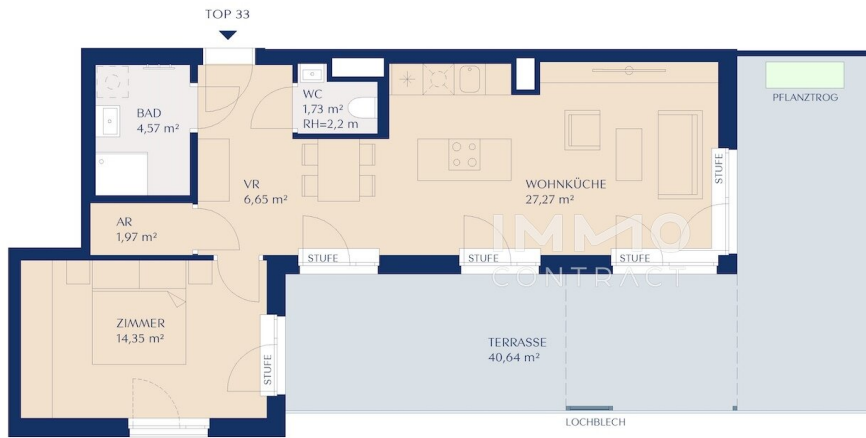 TOP 33
BAD
4,57 m²
WC
1,73 m²
RH=2,2 m
PFLANZTROG
VR
6,65 m²
WOHNKÜCHE
27,27 m²
STUFE
AR
1,97 m²
IMMO
CONTRACT
STUFE
STUFE
STUFE
ZIMMER
14,35 m²
STUFE
TERRASSE
40,64 m²
LOCHBLECH